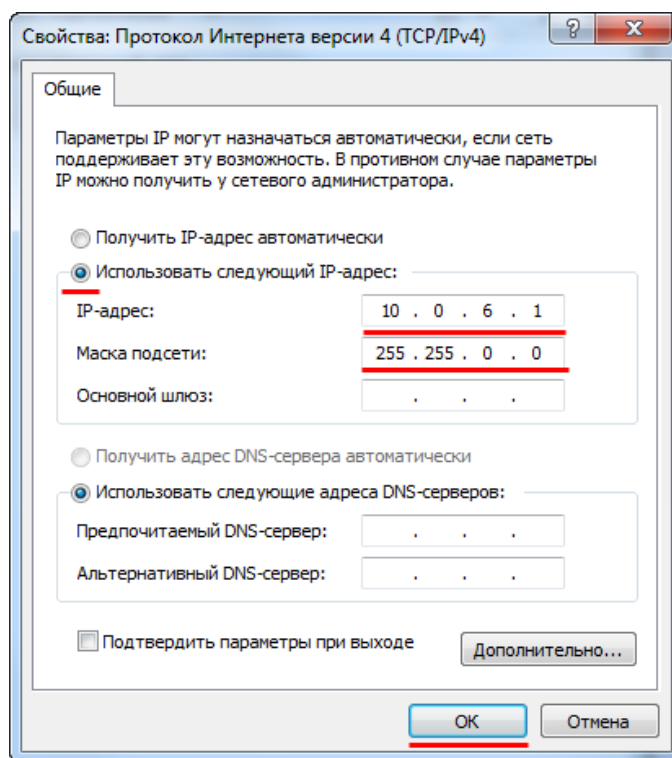 Свойства: Протокол Интернета версии 4 (TCP/IPv4)
Общие
Параметры IP могут назначаться автоматически, если сеть
поддерживает эту возможность. В противном случае параметры
IP можно получить у сетевого администратора.
Получить IP-адрес автоматически
Использовать следующий IP-адрес:
IP-адрес: 10 . 0 . 6 . 1
Маска подсети: 255 . 255 . 0 . 0
Основной шлюз: . . .
Получить адрес DNS-сервера автоматически
Использовать следующие адреса DNS-серверов:
Предпочитаемый DNS-сервер: . . .
Альтернативный DNS-сервер: . . .
Подтвердить параметры при выходе
Дополнительно...
ОК Отмена